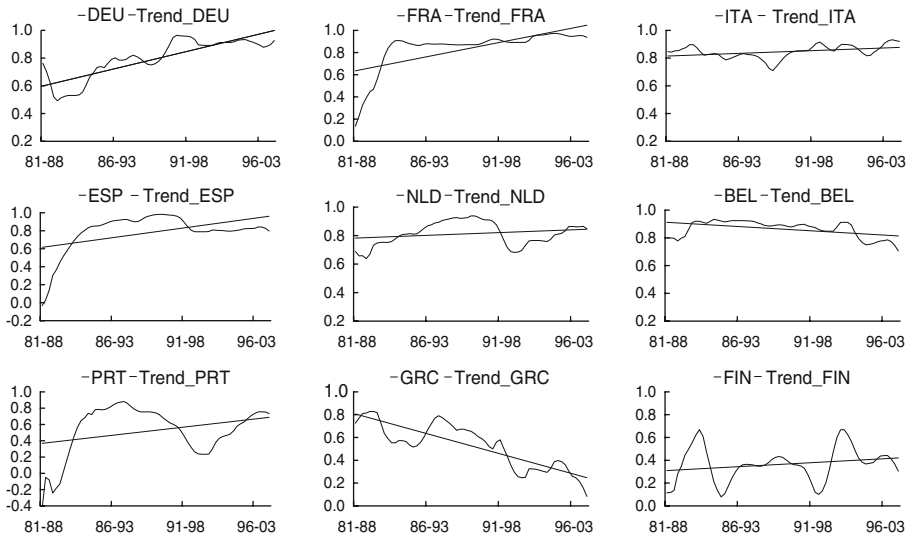 -DEU -Trend_DEU
1.0
0.8
0.6
0.4
0.2
81-88 86-93 91-98 96-03
-FRA -Trend_FRA
1.0
0.8
0.6
0.4
0.2
0.0
81-88 86-93 91-98 96-03
-ITA - Trend_ITA
1.0
0.8
0.6
0.4
0.2
81-88 86-93 91-98 96-03
-ESP -Trend_ESP
1.0
0.8
0.6
0.4
0.2
0.0
-0.2
81-88 86-93 91-98 96-03
-NLD -Trend_NLD
1.0
0.8
0.6
0.4
0.2
81-88 86-93 91-98 96-03
-BEL -Tend_BEL
1.0
0.8
0.6
0.4
0.2
81-88 86-93 91-98 96-03
-PRT -Trend_PRT
1.0
0.8
0.6
0.4
0.2
-0.0
-0.2
-0.4
81-88 86-93 91-98 96-03
-GRC -Trend_GRC
1.0
0.8
0.6
0.4
0.2
0.0
81-88 86-93 91-98 96-03
-FIN - Trend_FIN
1.0
0.8
0.6
0.4
0.2
0.0
81-88 86-93 91-98 96-03